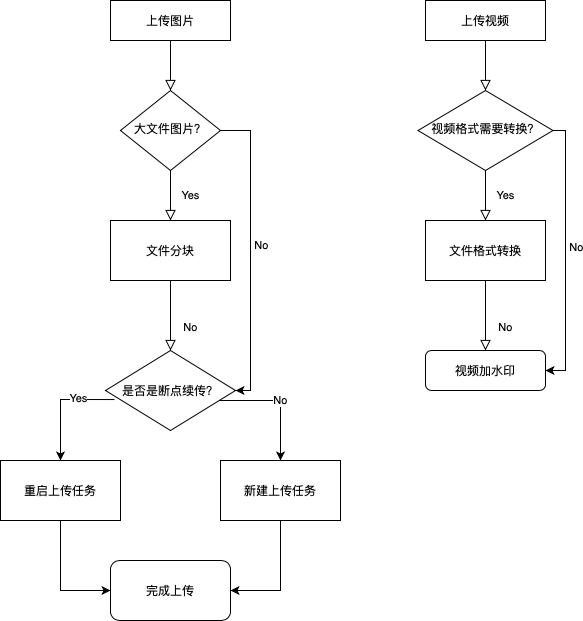 上传图片
大文件图片?
Yes
No
文件分块
No
是否是断点续传?
Yes
No
重启上传任务
新建上传任务
完成上传
上传视频
视频格式需要转换?
Yes
No
文件格式转换
No
视频加水印